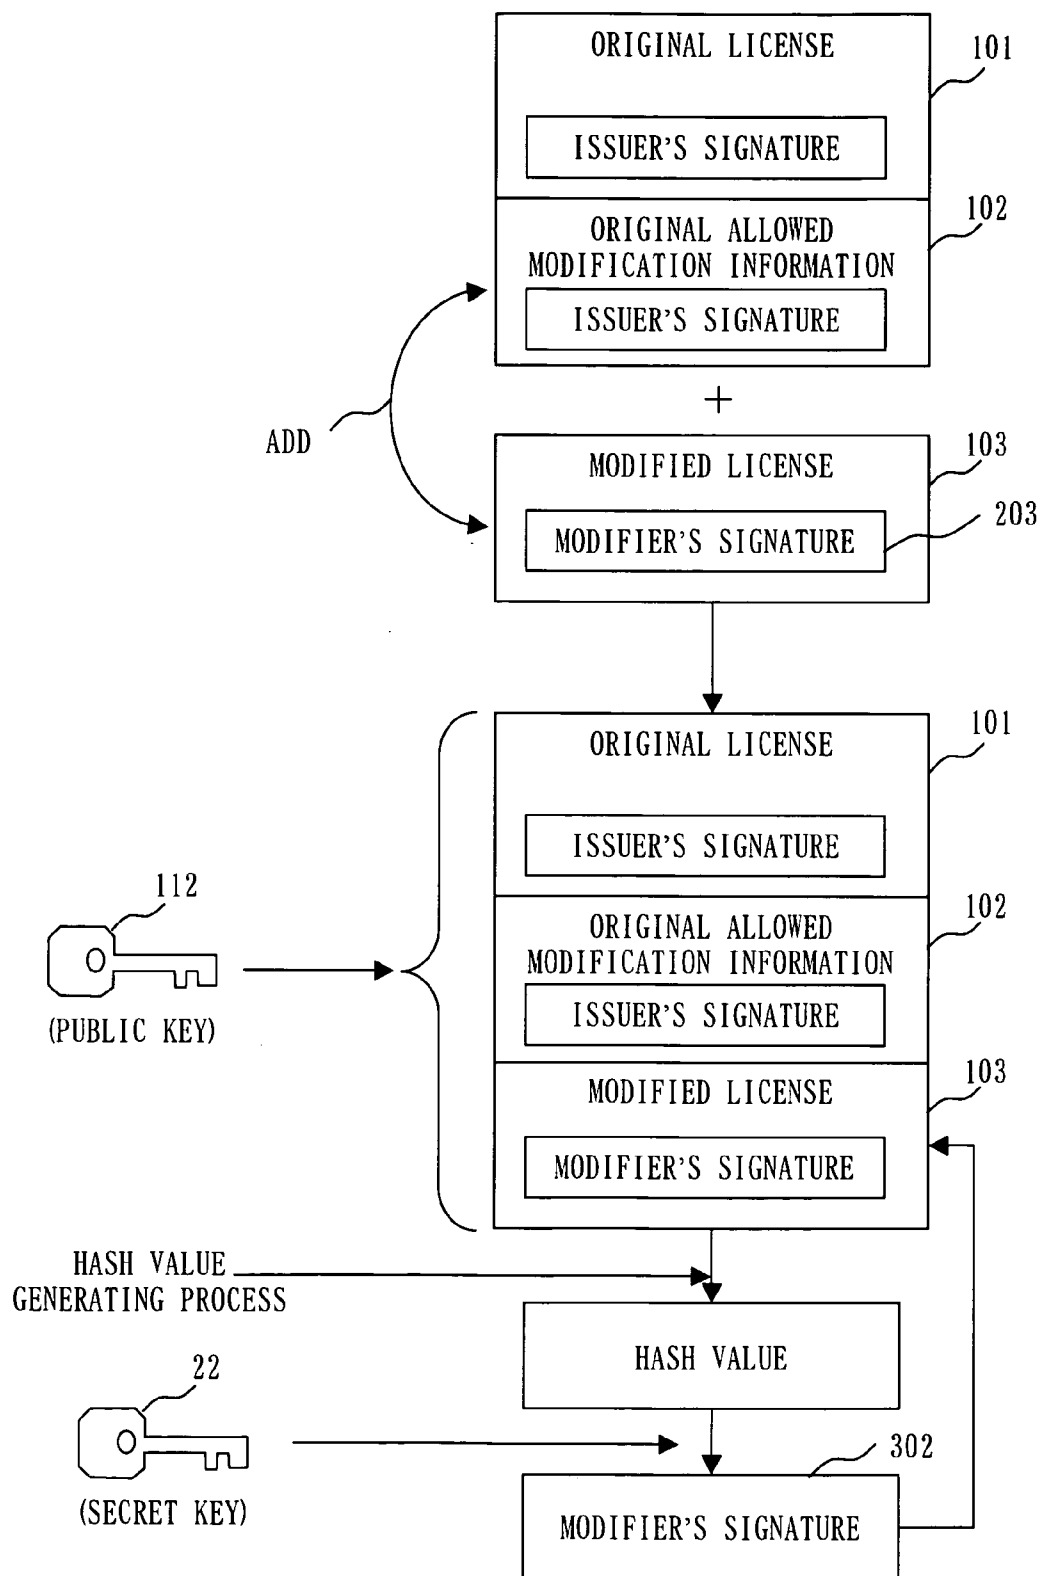 ORIGINAL LICENSE
101
ISSUER'S SIGNATURE
102
ORIGINAL ALLOWED
MODIFICATION INFORMATION
ISSUER'S SIGNATURE
+
ADD
MODIFIED LICENSE
103
203
MODIFIER'S SIGNATURE
101
ORIGINAL LICENSE
ISSUER'S SIGNATURE
112
(PUBLIC KEY)
102
ORIGINAL ALLOWED
MODIFICATION INFORMATION
ISSUER'S SIGNATURE
103
MODIFIED LICENSE
MODIFIER'S SIGNATURE
HASH VALUE
GENERATING PROCESS
HASH VALUE
22
(SECRET KEY)
302
MODIFIER'S SIGNATURE